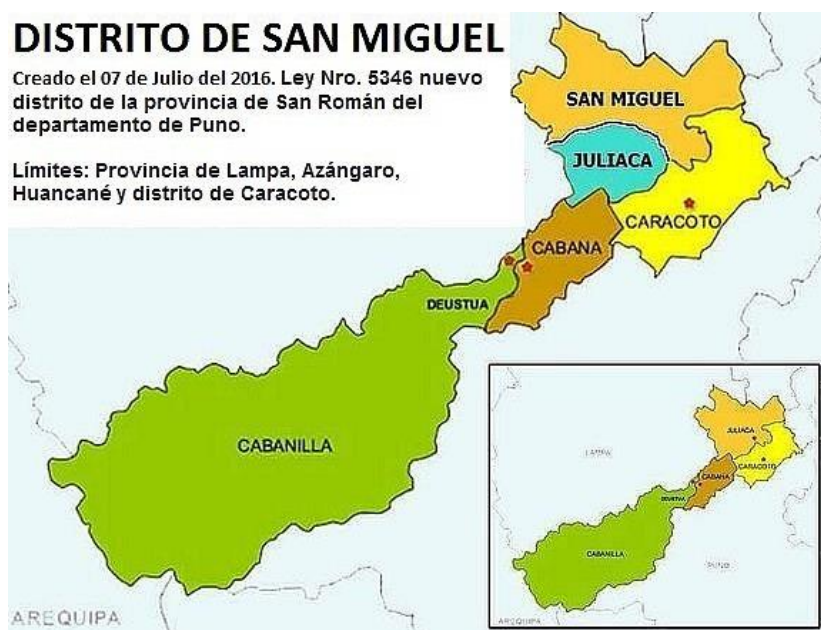 DISTRITO DE SAN MIGUEL
Creado el 07 de Julio del 2016. Ley Nro. 5346 nuevo
distrito de la provincia de San Román del
departamento de Puno.
Límites: Provincia de Lampa, Azángaro,
Huancané y distrito de Caracoto.
SAN MIGUEL
JULIACA
CARACOTO
CABANA
DEUSTUA
CABANILLA
AREQUIPA
JULIACA
LAMPA
CARACOTO
CABANA
DEUSTUA
CABANILLA
PUNO
AREQUIPA